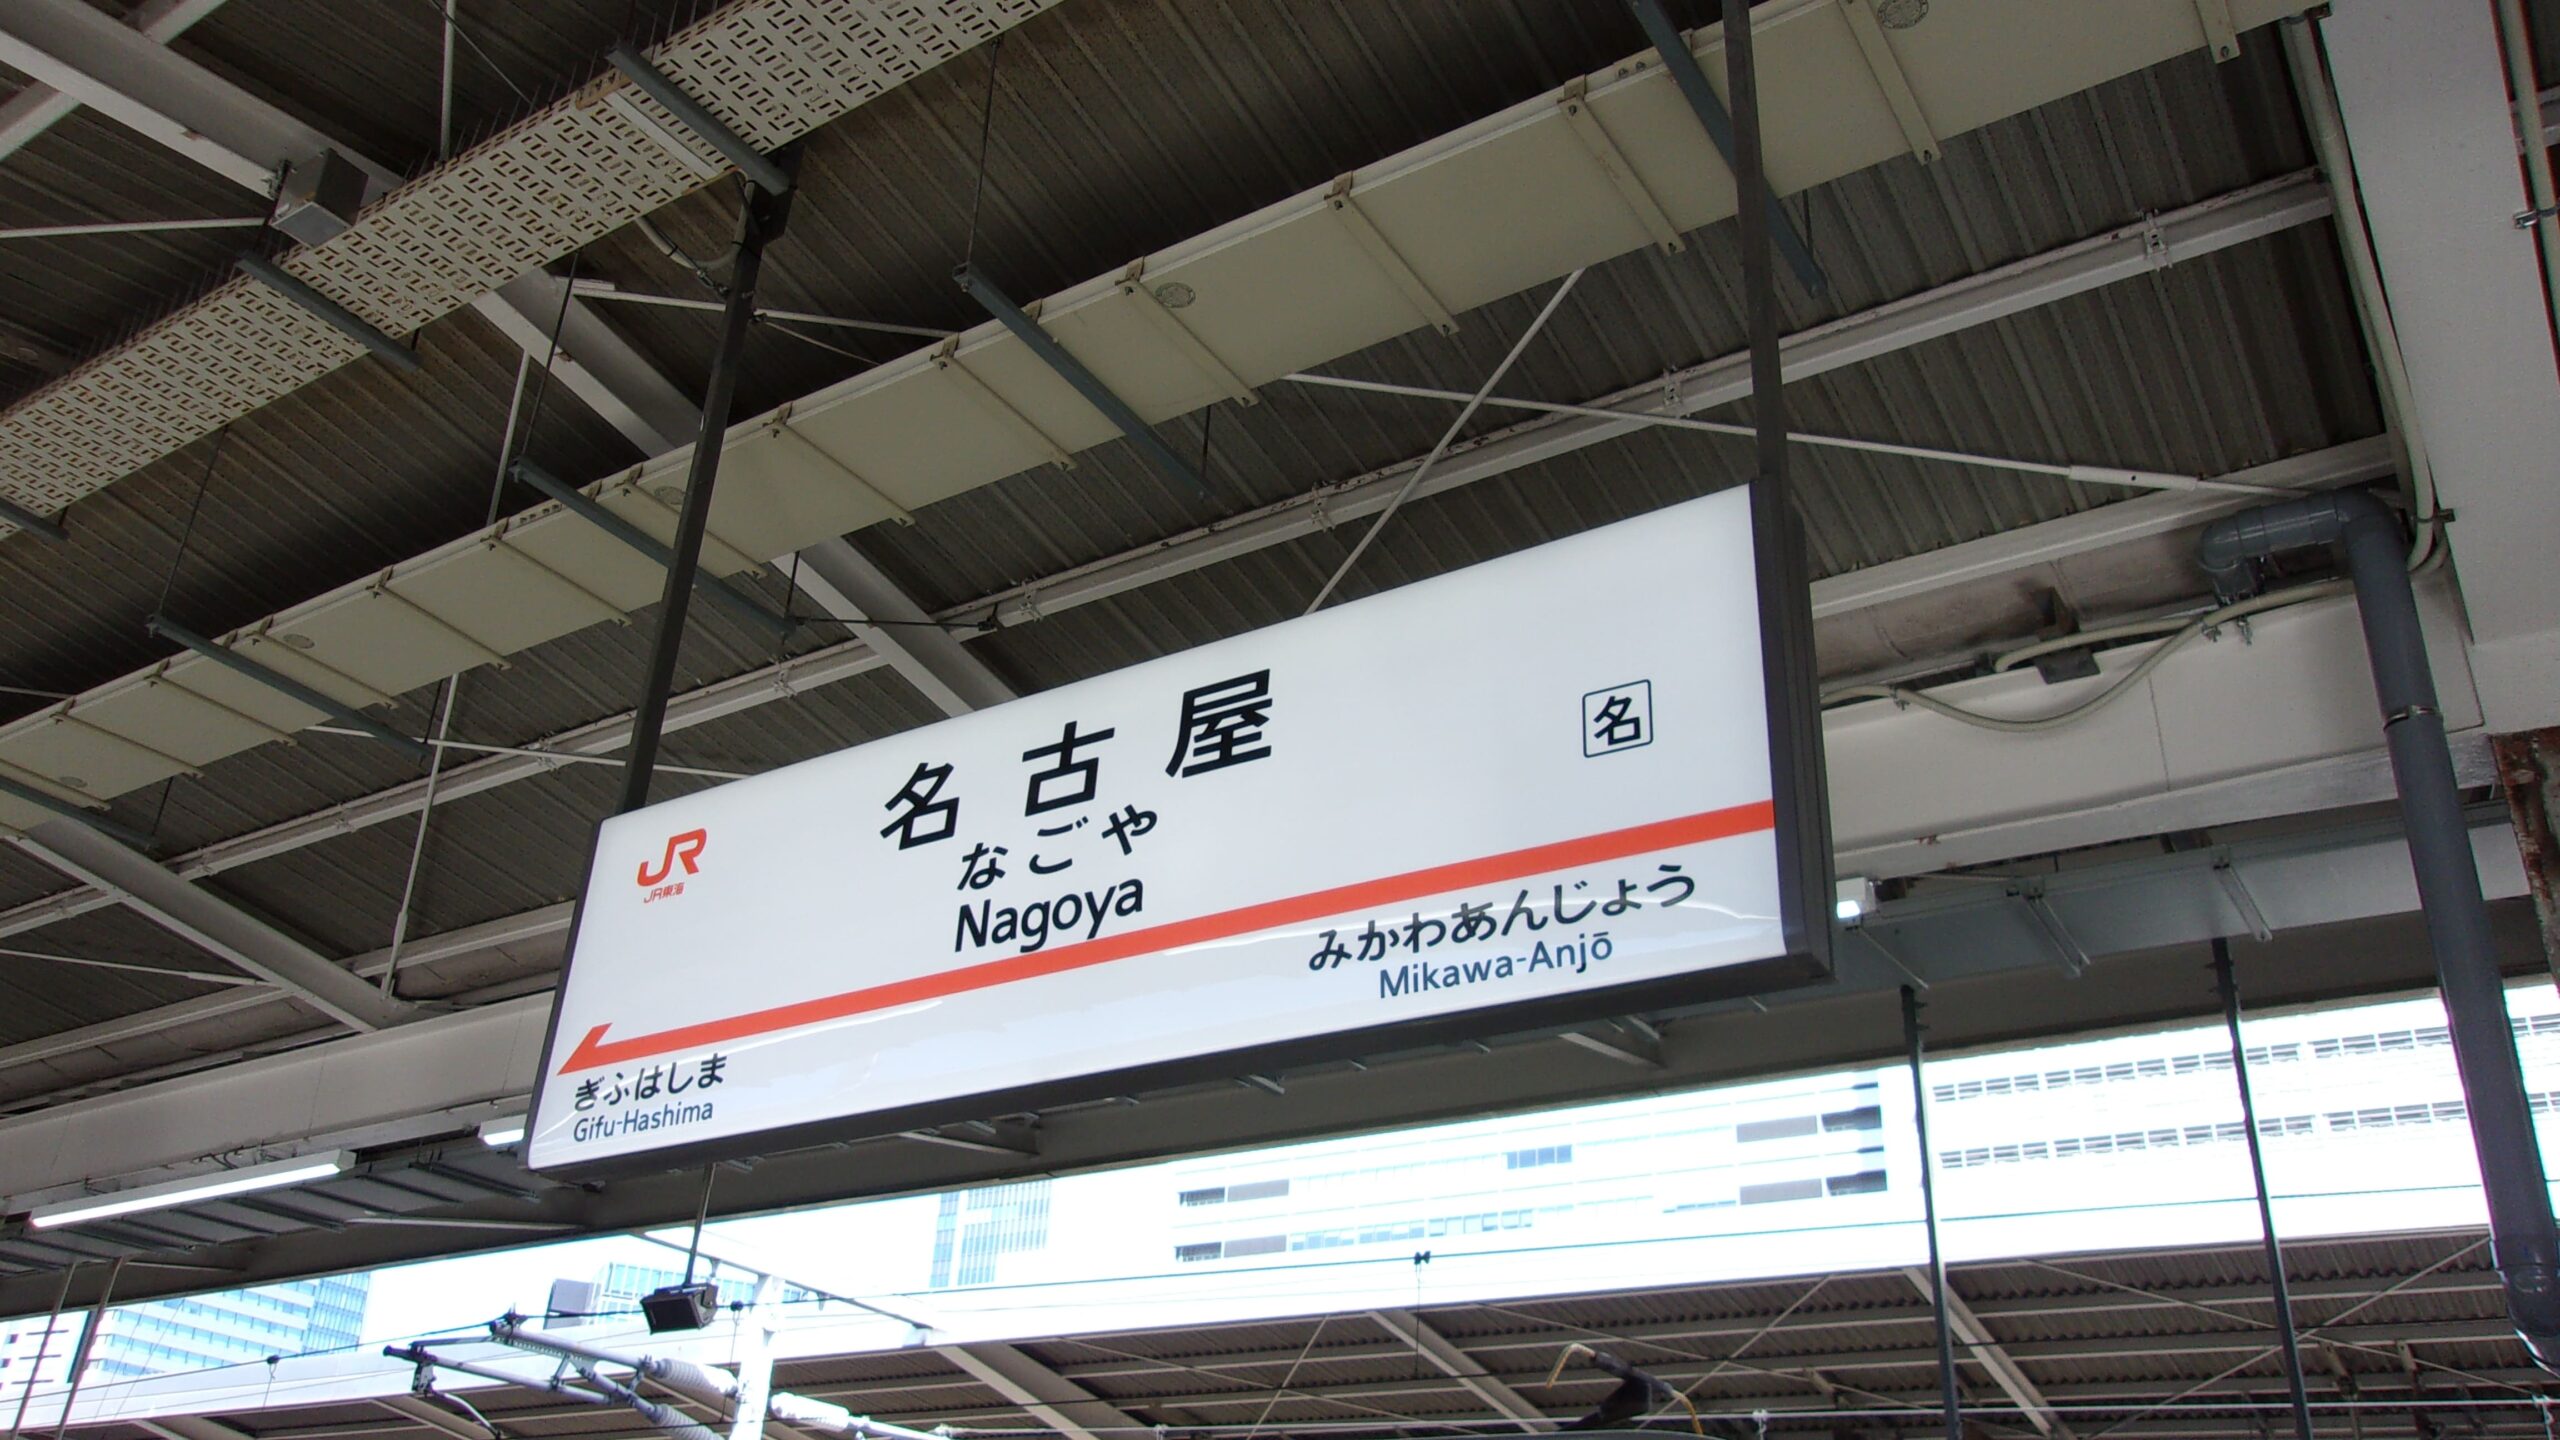 JR
JR東海
名古屋
名
なごや
Nagoya
みかわあんじょう
Mikawa-Anjō
ぎふはしま
Gifu-Hashima